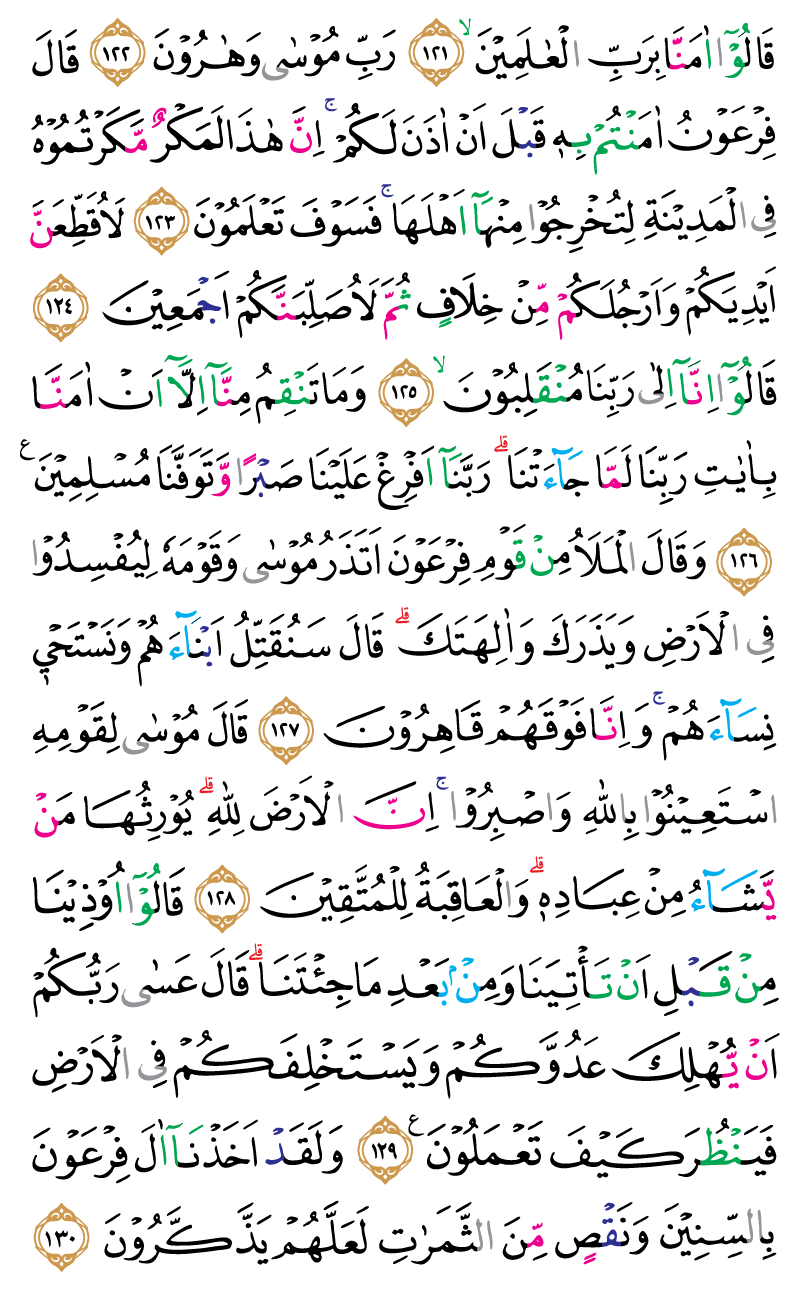 قَالُوْٓا اٰمَنَّا بِرَبِّ الْعٰلَمِيْنَ ۙ ١٢١ رَبِّ مُوْسٰى وَهٰرُوْنَ ١٢٢ قَالَ
فِرْعَوْنُ اٰمَنْتُمْ بِهٖ قَبْلَ اَنْ اٰذَنَ لَكُمْ ۚ اِنَّ هٰذَا لَمَكْرٌ مَّكَرْتُمُوْهُ
فِى الْمَدِيْنَةِ لِتُخْرِجُوْا مِنْهَآ اَهْلَهَا ۚ فَسَوْفَ تَعْلَمُوْنَ ١٢٣ لَاُقَطِّعَنَّ
اَيْدِيَكُمْ وَاَرْجُلَكُمْ مِّنْ خِلَافٍ ثُمَّ لَاُصَلِّبَنَّكُمْ اَجْمَعِيْنَ ١٢٤
قَالُوْٓا اِنَّآ اِلٰى رَبِّنَا مُنْقَلِبُوْنَ ۙ ١٢٥ وَمَا تَنْقِمُ مِنَّآ اِلَّآ اَنْ اٰمَنَّا
بِاٰيٰتِ رَبِّنَا لَمَّا جَآءَتْنَا ۗ رَبَّنَآ اَفْرِغْ عَلَيْنَا صَبْرًا وَّتَوَفَّنَا مُسْلِمِيْنَ ع
١٢٦ وَقَالَ الْمَلَاُ مِنْ قَوْمِ فِرْعَوْنَ اَتَذَرُ مُوْسٰى وَقَوْمَهٗ لِيُفْسِدُوْا
فِى الْاَرْضِ وَيَذَرَكَ وَاٰلِهَتَكَ ۗ قَالَ سَنُقَتِّلُ اَبْنَآءَهُمْ وَنَسْتَحْيٖ
نِسَآءَهُمْ ۚ وَاِنَّا فَوْقَهُمْ قَاهِرُوْنَ ١٢٧ قَالَ مُوْسٰى لِقَوْمِهِ
اسْتَعِيْنُوْا بِاللّٰهِ وَاصْبِرُوْا ۚ اِنَّ الْاَرْضَ لِلّٰهِ ۗ يُوْرِثُهَا مَنْ
يَّشَآءُ مِنْ عِبَادِهٖ ۗ وَالْعَاقِبَةُ لِلْمُتَّقِيْنَ ١٢٨ قَالُوْٓا اُوْذِيْنَا
مِنْ قَبْلِ اَنْ تَأْتِيَنَا وَمِنْۢ بَعْدِ مَا جِئْتَنَا ۗ قَالَ عَسٰى رَبُّكُمْ
اَنْ يُّهْلِكَ عَدُوَّكُمْ وَيَسْتَخْلِفَكُمْ فِى الْاَرْضِ
فَيَنْظُرَ كَيْفَ تَعْمَلُوْنَ ع ١٢٩ وَلَقَدْ اَخَذْنَآ اٰلَ فِرْعَوْنَ
بِالسِّنِيْنَ وَنَقْصٍ مِّنَ الثَّمَرٰتِ لَعَلَّهُمْ يَذَّكَّرُوْنَ ١٣٠